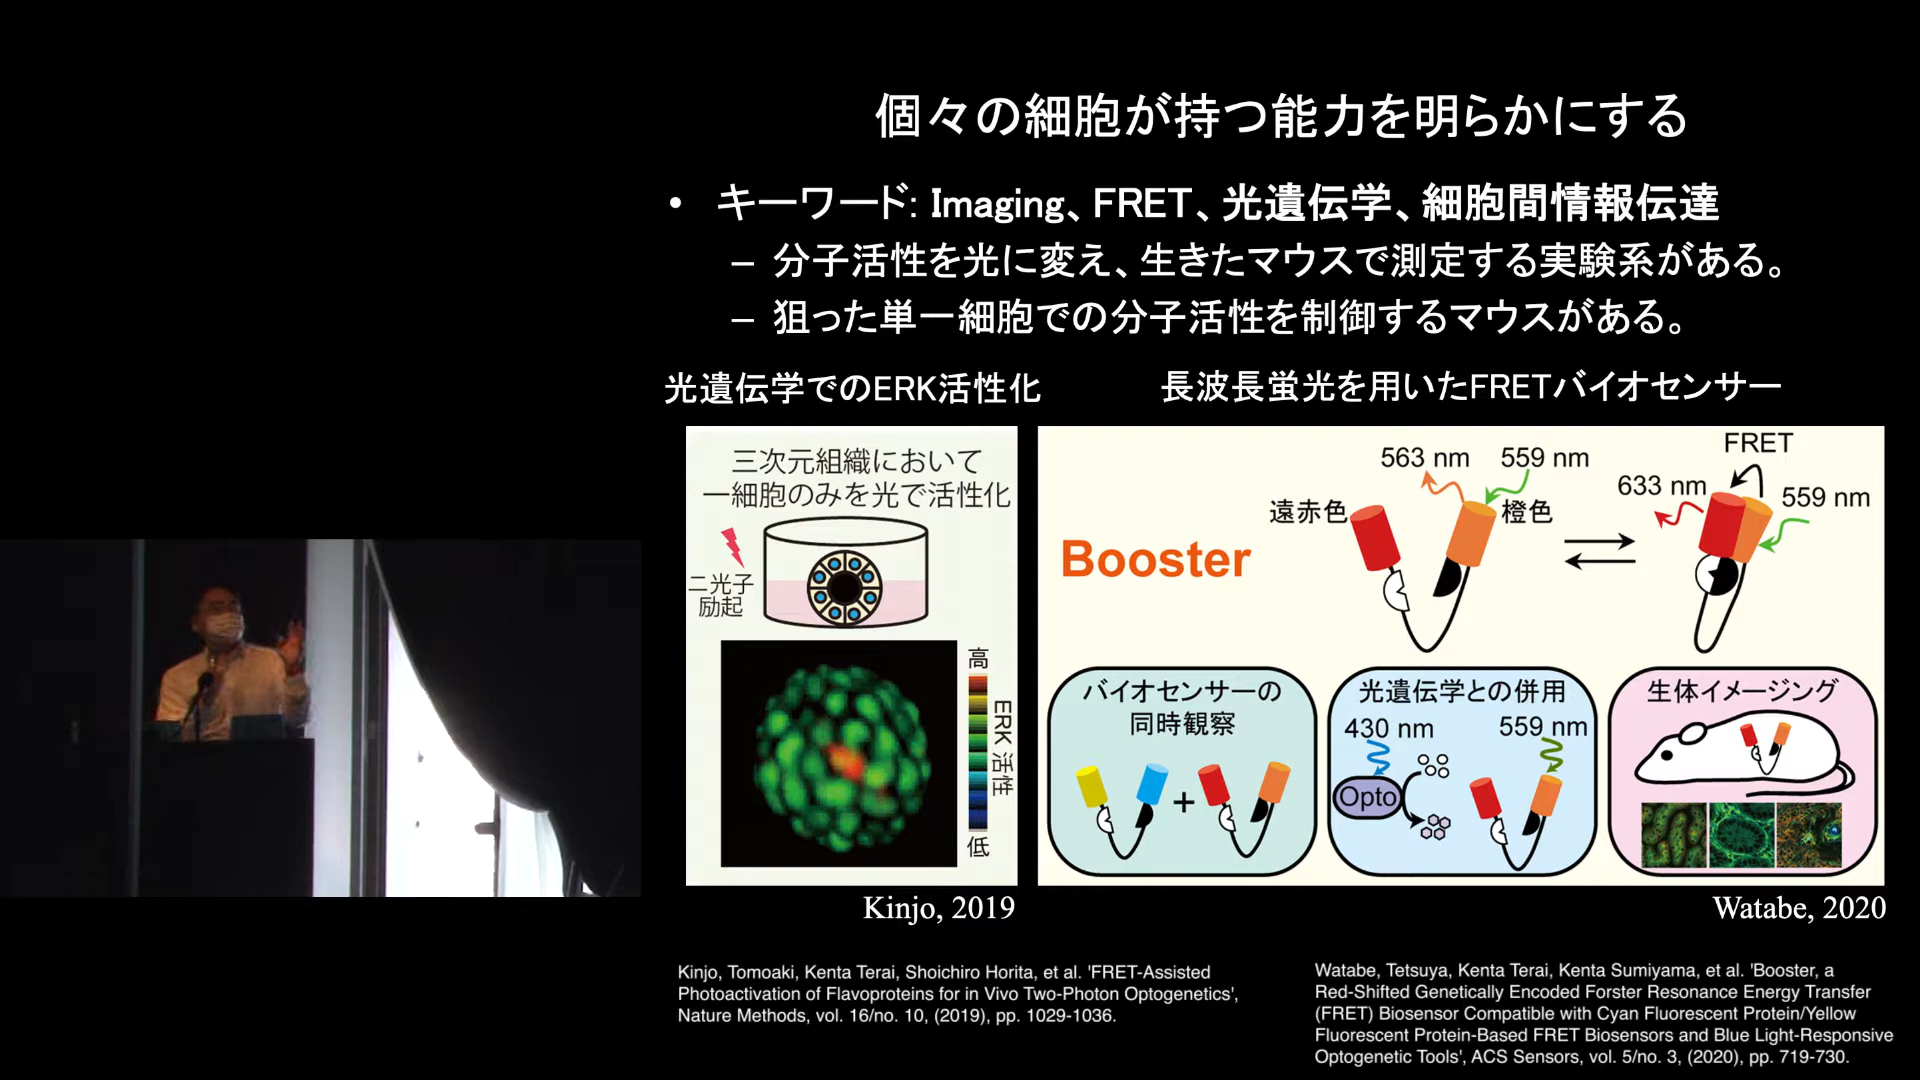 個々の細胞が持つ能力を明らかにする
• キーワード: Imaging、FRET、光遺伝学、細胞間情報伝達
– 分子活性を光に変え、生きたマウスで測定する実験系がある。
– 狙った単一細胞での分子活性を制御するマウスがある。
光遺伝学でのERK活性化
三次元組織において
一細胞のみを光で活性化
二光子
励起
高
ERK 活性
低
Kinjo, 2019
長波長蛍光を用いたFRETバイオセンサー
FRET
563 nm
559 nm
633 nm
559 nm
遠赤色
橙色
Booster
バイオセンサーの
同時観察
+
光遺伝学との併用
430 nm
559 nm
Opto
生体イメージング
Watabe, 2020
Kinjo, Tomoaki, Kenta Terai, Shoichiro Horita, et al. 'FRET-Assisted
Photoactivation of Flavoproteins for in Vivo Two-Photon Optogenetics',
Nature Methods, vol. 16/no. 10, (2019), pp. 1029-1036.
Watabe, Tetsuya, Kenta Terai, Kenta Sumiyama, et al. 'Booster, a
Red-Shifted Genetically Encoded Forster Resonance Energy Transfer
(FRET) Biosensor Compatible with Cyan Fluorescent Protein/Yellow
Fluorescent Protein-Based FRET Biosensors and Blue Light-Responsive
Optogenetic Tools', ACS Sensors, vol. 5/no. 3, (2020), pp. 719-730.